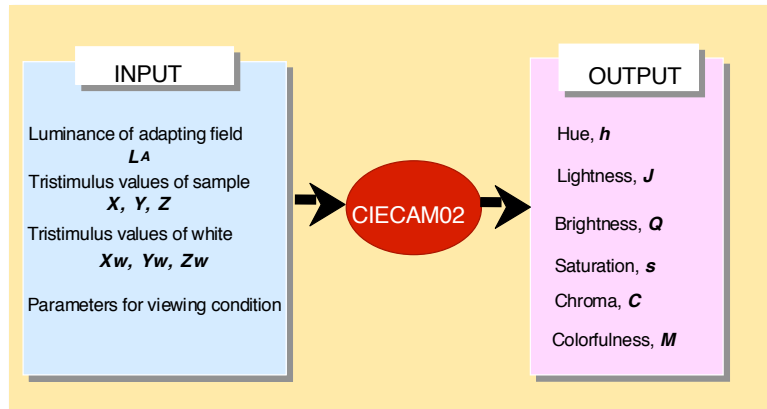 INPUT
Luminance of adapting field
LA
Tristimulus values of sample
X, Y, Z
Tristimulus values of white
Xw, Yw, Zw
Parameters for viewing condition
CIECAM02
OUTPUT
Hue, h
Lightness, J
Brightness, Q
Saturation, s
Chroma, C
Colorfulness, M